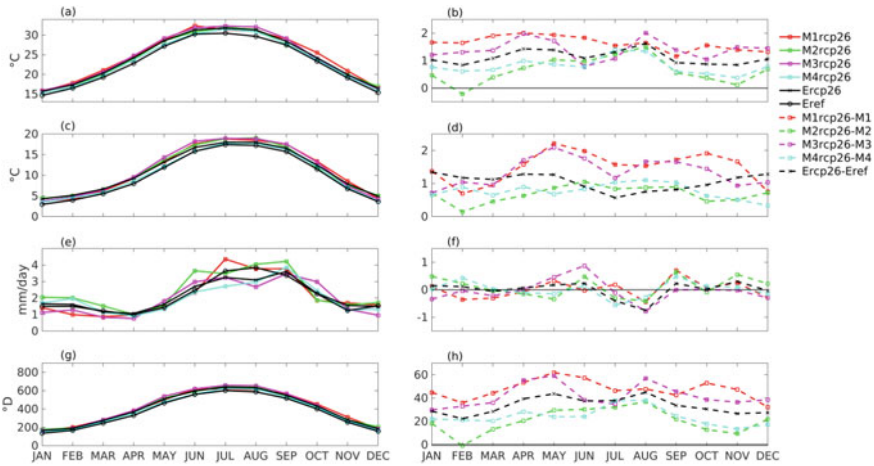 (a)
°C
30
25
20
15
(b)
2
1
0
M1rcp26
M2rcp26
M3rcp26
M4rcp26
Ercp26
Eref
M1rcp26-M1
M2rcp26-M2
M3rcp26-M3
M4rcp26-M4
Ercp26-Eref
(c)
°C
20
15
10
5
0
(d)
2
1
0
(e)
mm/day
4
3
2
1
0
(f)
1
0
-1
(g)
°D
800
600
400
200
0
JAN FEB MAR APR MAY JUN JUL AUG SEP OCT NOV DEC
(h)
60
40
20
0
JAN FEB MAR APR MAY JUN JUL AUG SEP OCT NOV DEC